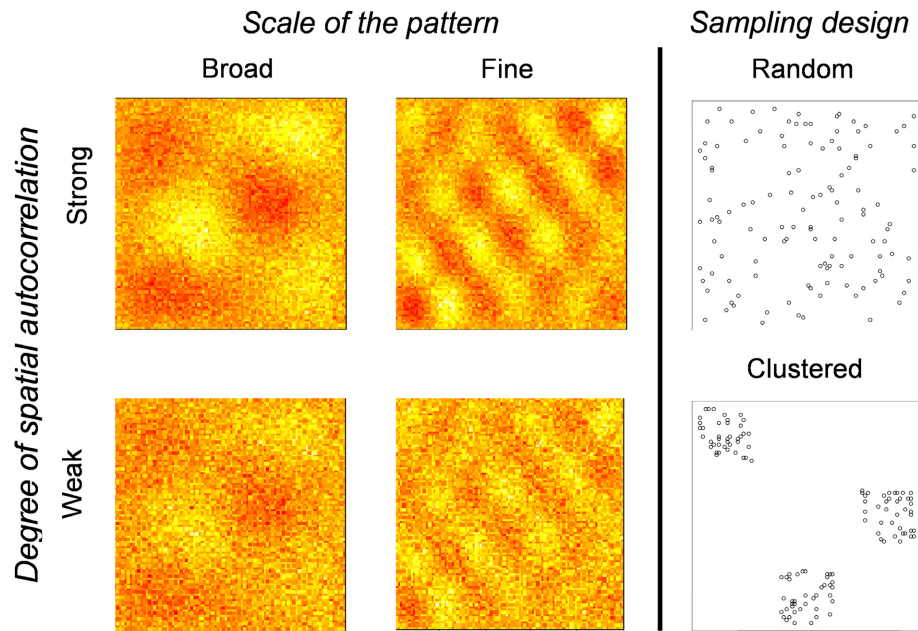 Scale of the pattern
Sampling design
Broad
Fine
Random
Degree of spatial autocorrelation
Strong
Clustered
Weak